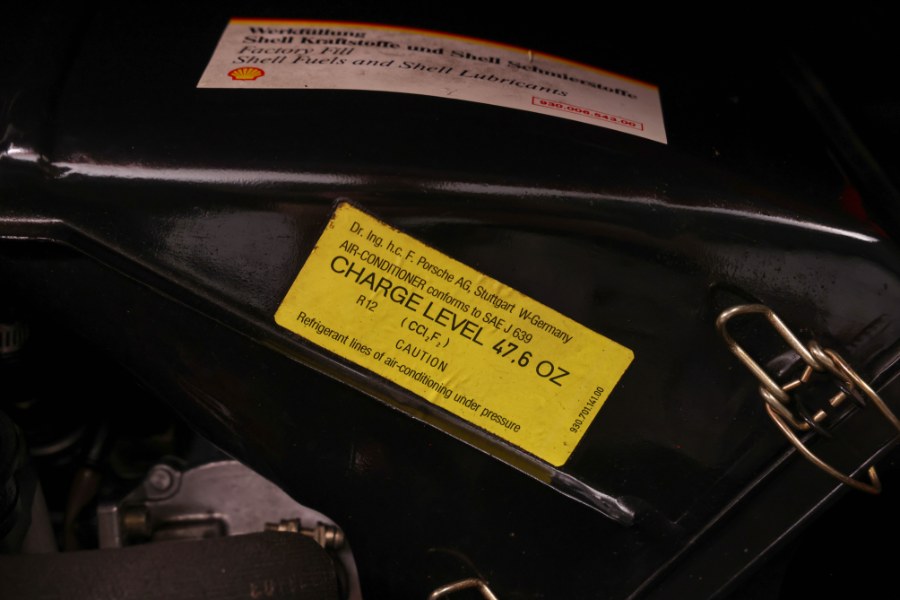 Werkfüllung
Shell Kraftstoffe und Shell Schmierstoffe
Factory Fill
Shell Fuels and Shell Lubricants
930.006.543.00
Dr. Ing. h.c. F. Porsche AG, Stuttgart W-Germany
AIR-CONDITIONER conforms to SAE J 639
CHARGE LEVEL 47.6 OZ
R12 (CCl₂F₂)
CAUTION
Refrigerant lines of air-conditioning under pressure
930.701.141.00